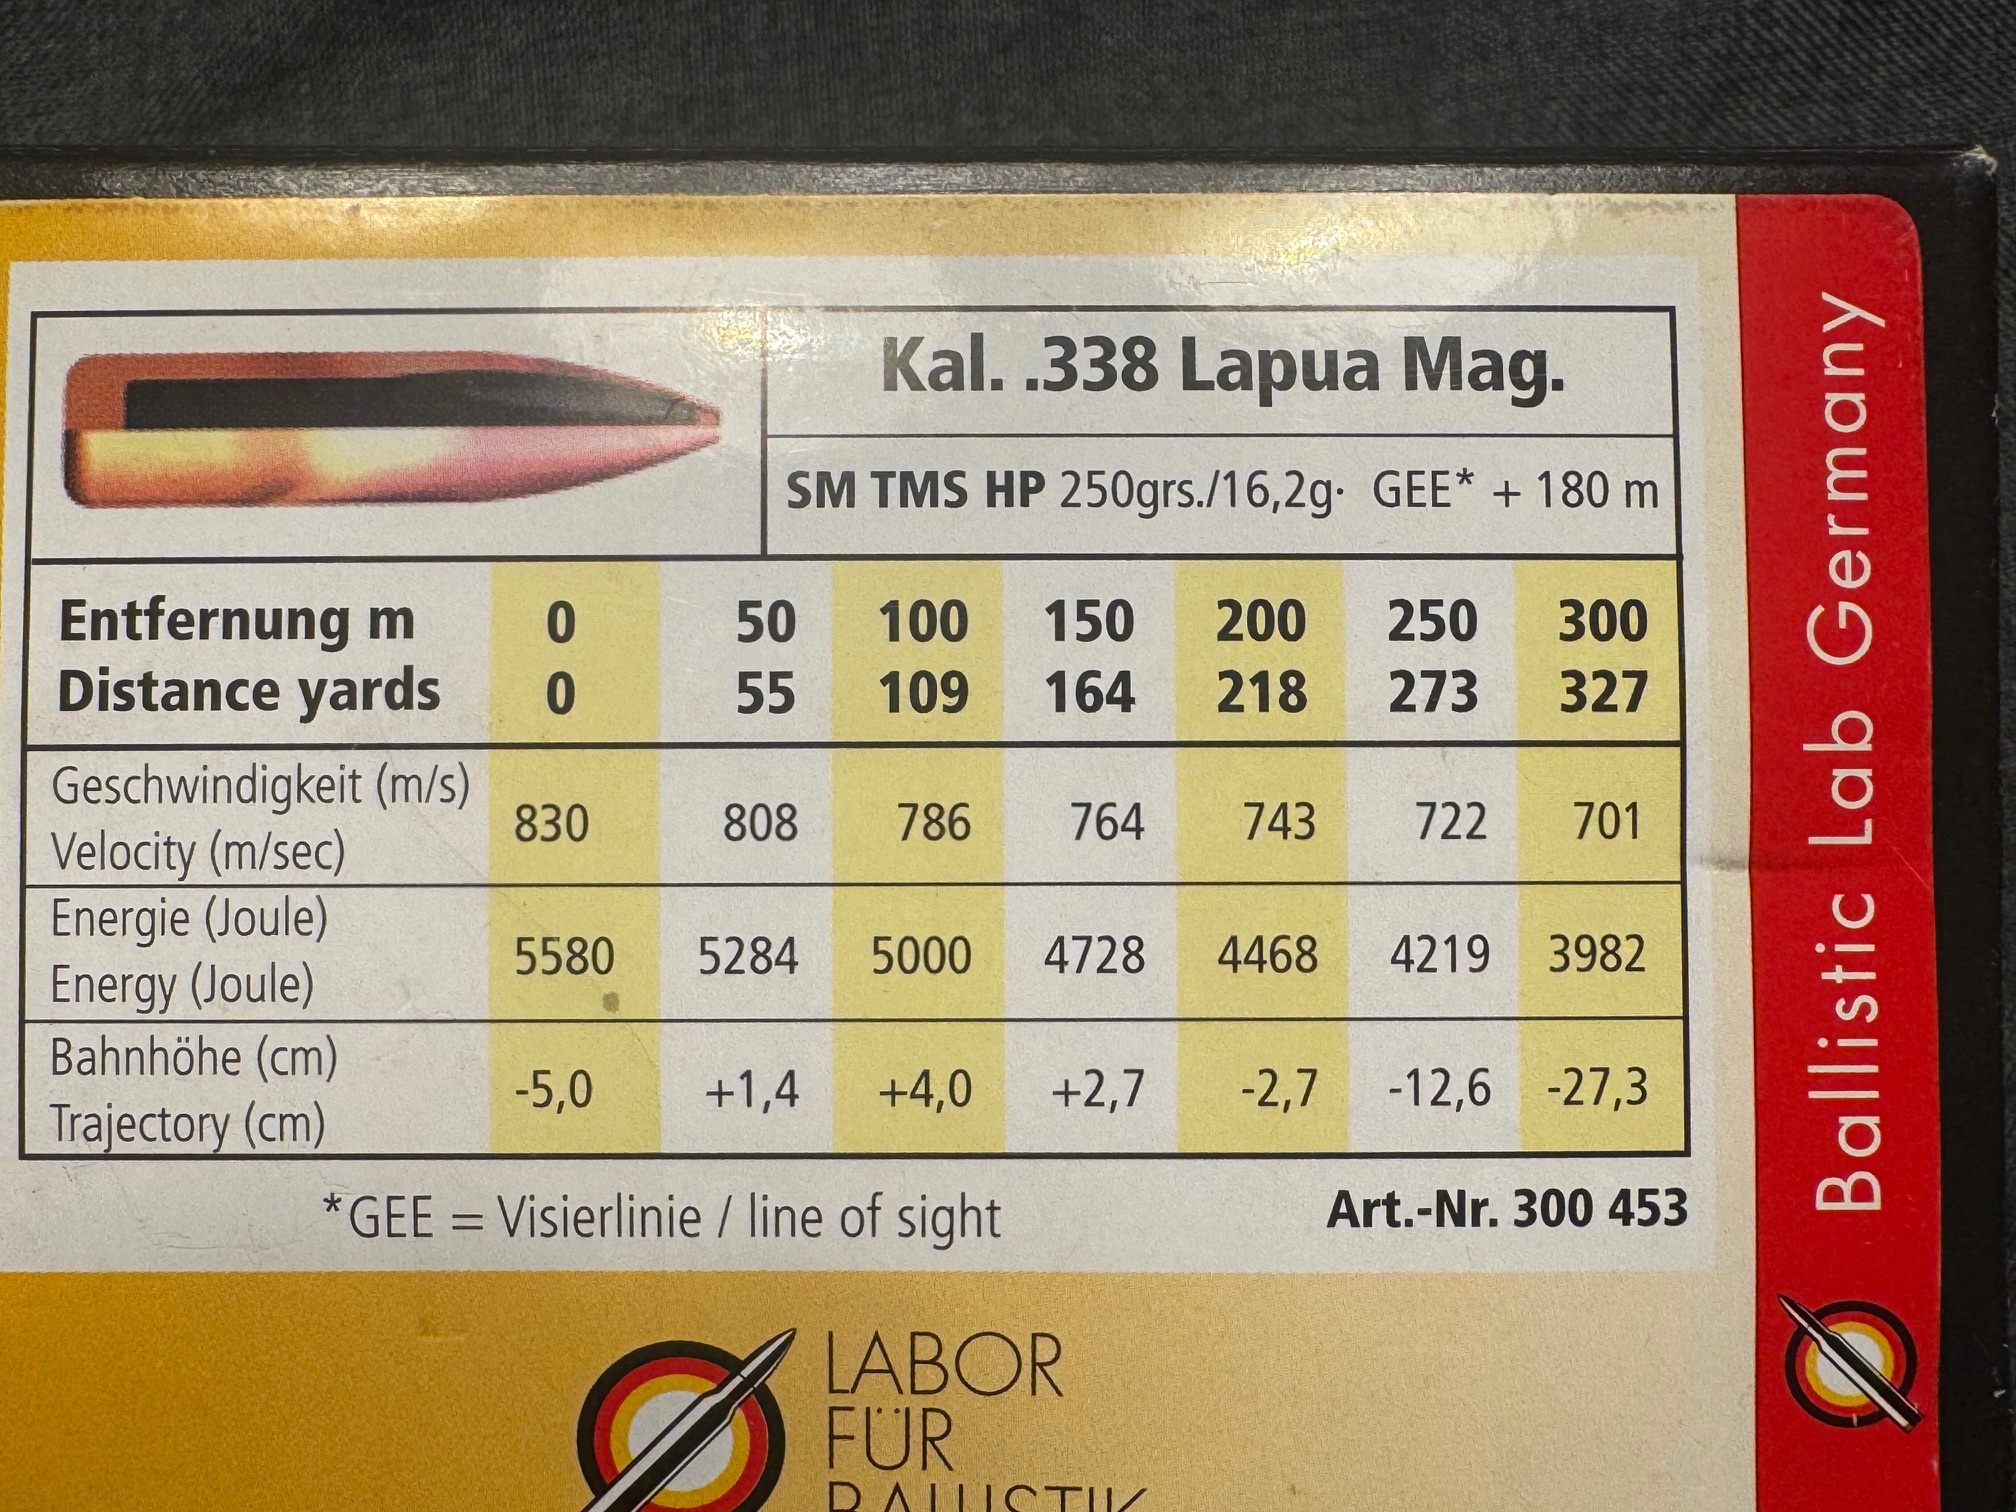 Kal. .338 Lapua Mag.
SM TMS HP 250grs./16,2g· GEE* + 180 m
Entfernung m 0 50 100 150 200 250 300
Distance yards 0 55 109 164 218 273 327
Geschwindigkeit (m/s)
Velocity (m/sec) 830 808 786 764 743 722 701
Energie (Joule)
Energy (Joule) 5580 5284 5000 4728 4468 4219 3982
Bahnhöhe (cm)
Trajectory (cm) -5,0 +1,4 +4,0 +2,7 -2,7 -12,6 -27,3
*GEE = Visierlinie / line of sight
Art.-Nr. 300 453
LABOR
FÜR
BALLISTIK
Ballistic Lab Germany